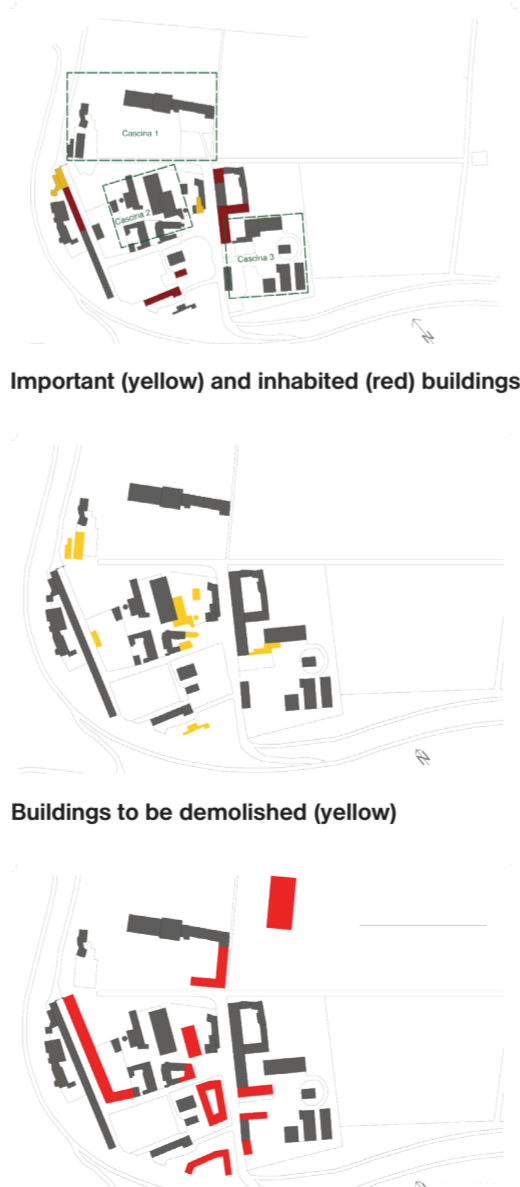 Cascina 1
Cascina 2
Cascina 3
N
Important (yellow) and inhabited (red) buildings
N
Buildings to be demolished (yellow)